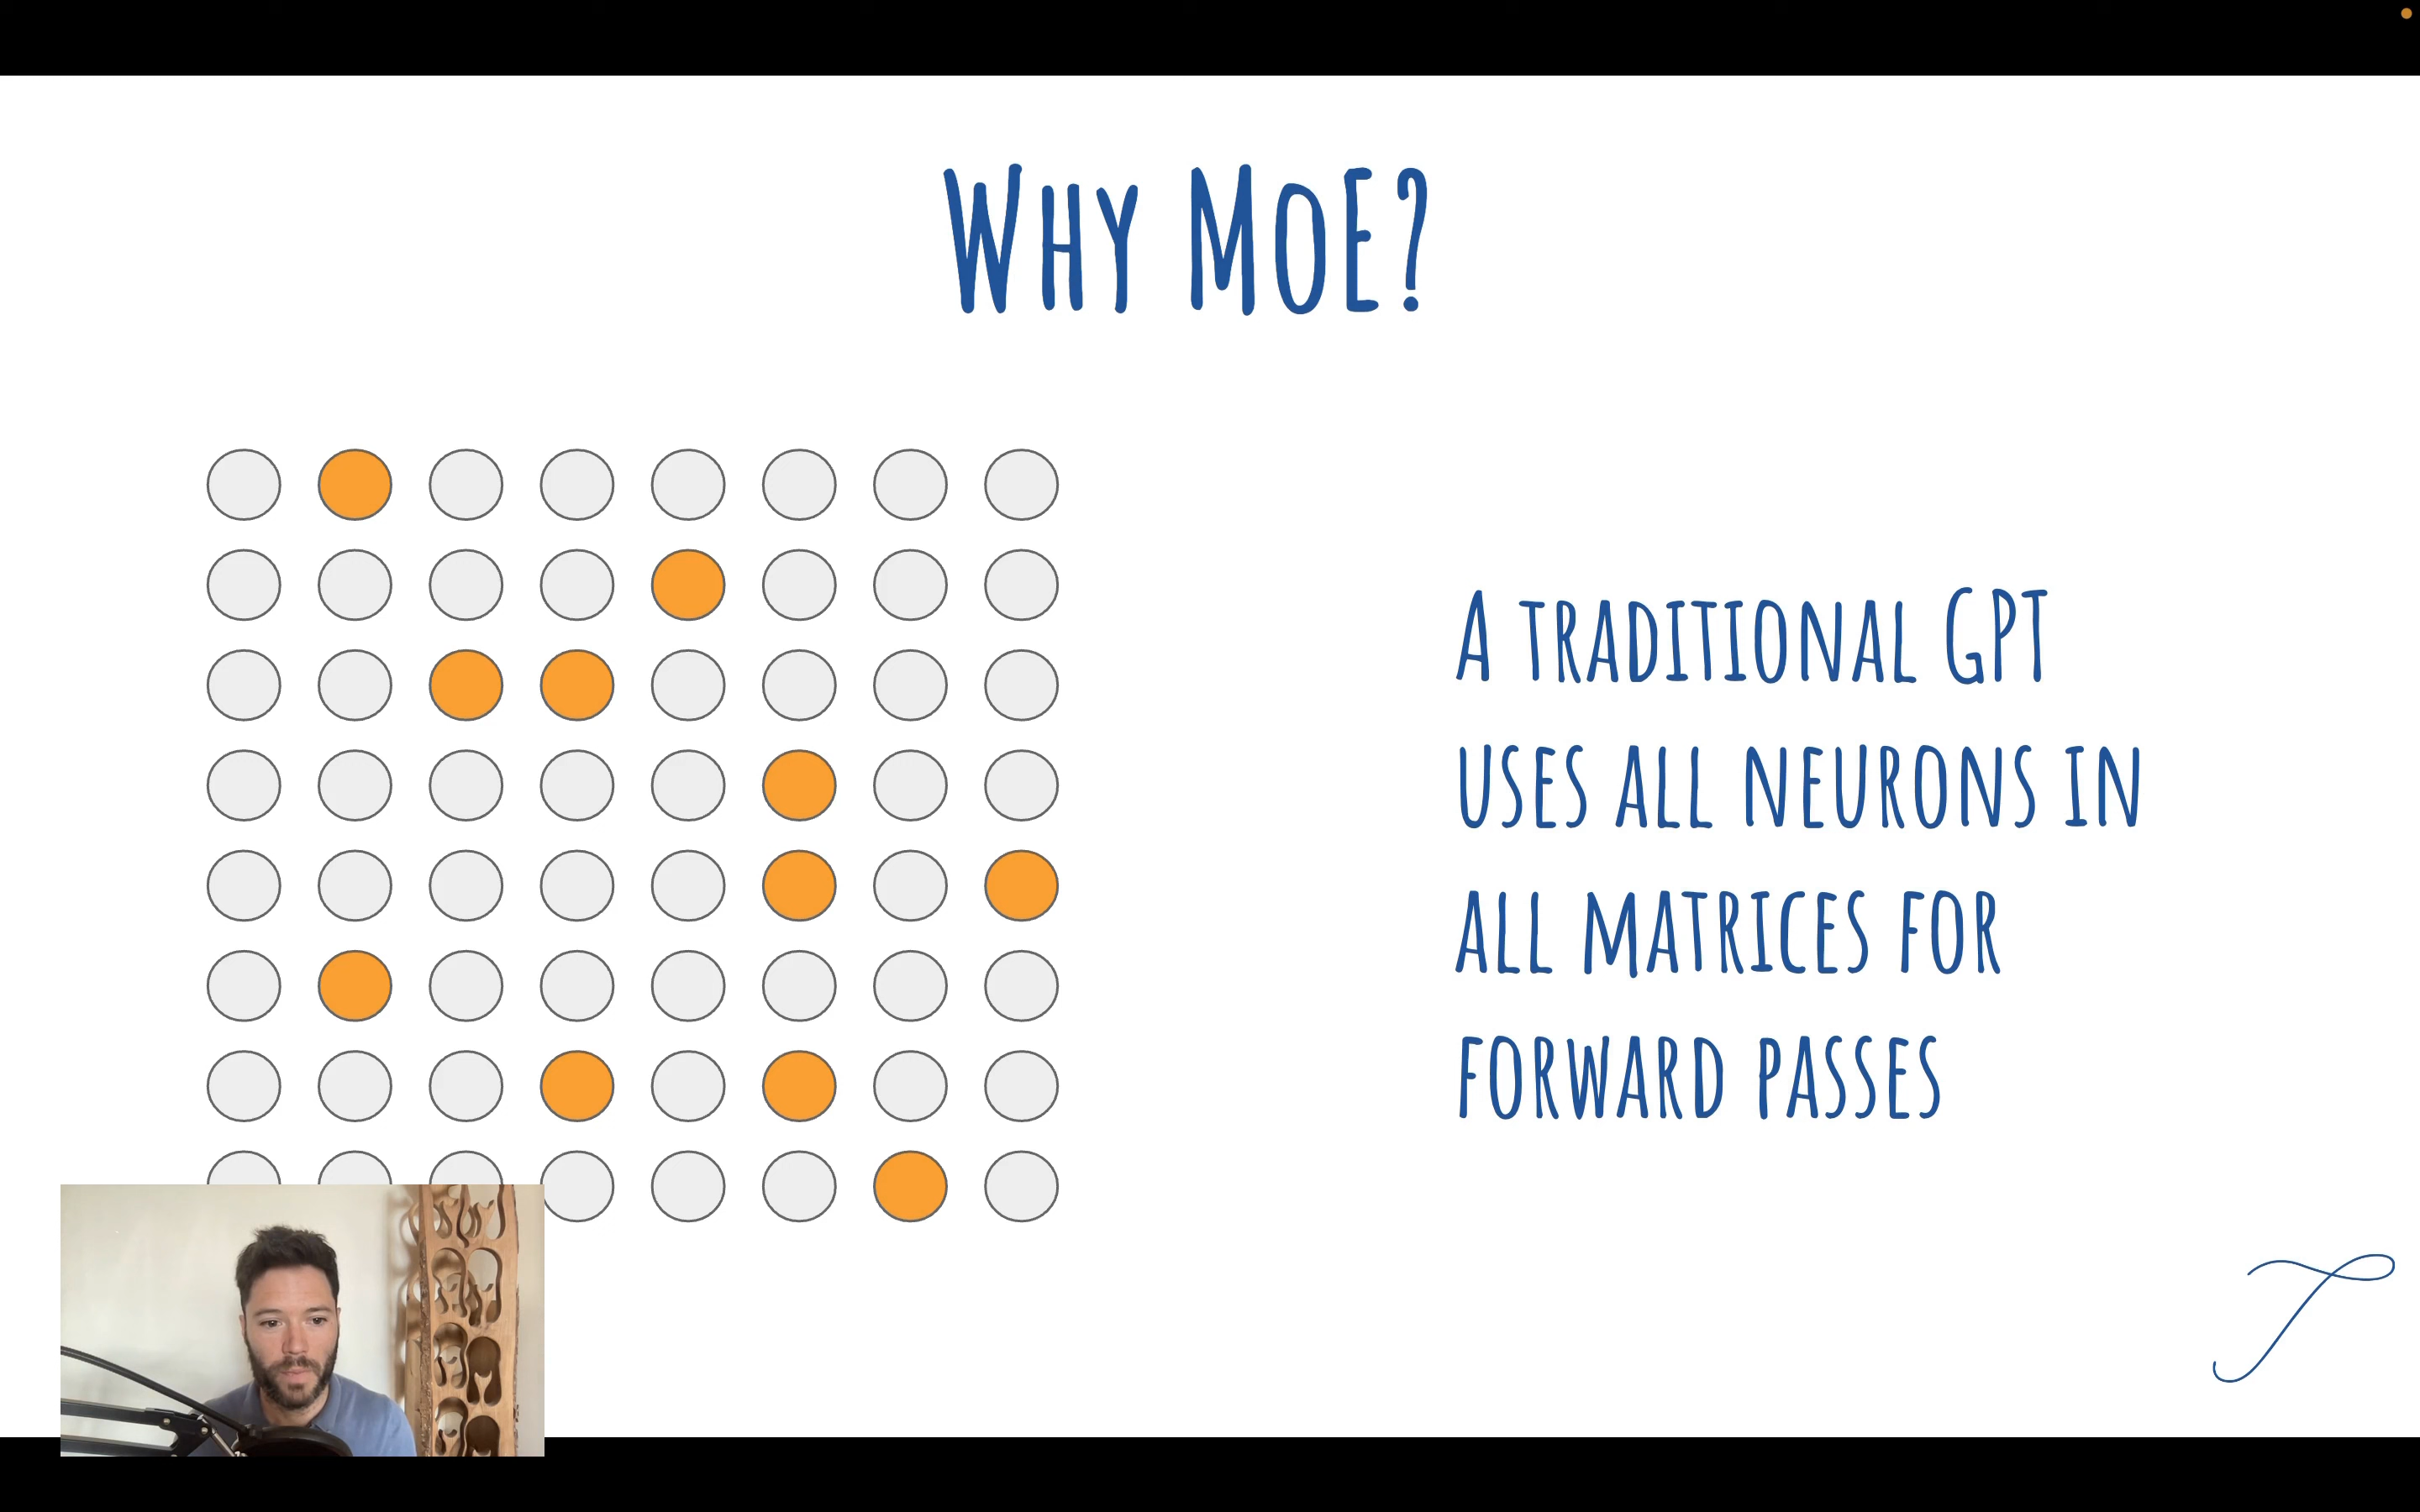 Why MoE?
A traditional GPT
uses all neurons in
all matrices for
forward passes